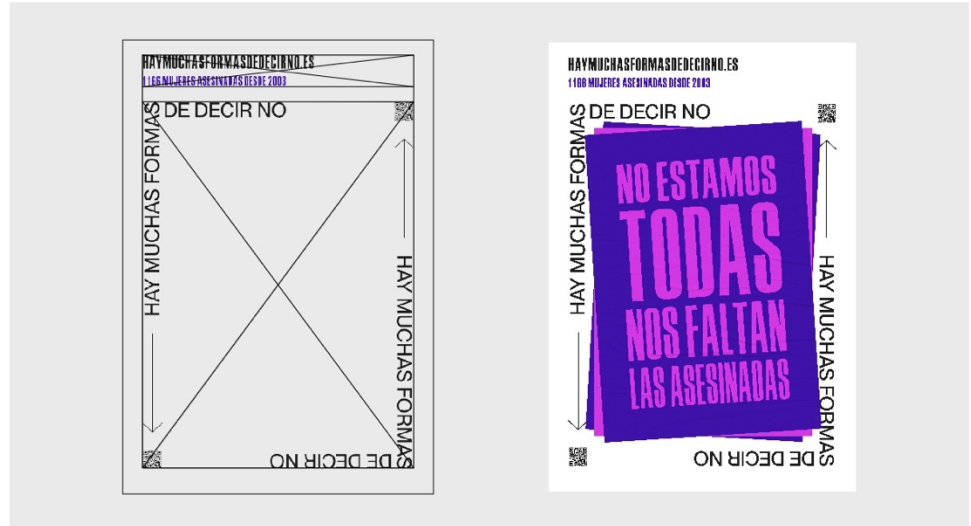 HAYMUCHASFORMASDEDECIRNO.ES
1166 MUJERES ASESINADAS DESDE 2003
HAY MUCHAS FORMAS
DE DECIR NO
HAY MUCHAS FORMAS
DE DECIR NO
HAYMUCHASFORMASDEDECIRNO.ES
1166 MUJERES ASESINADAS DESDE 2003
HAY MUCHAS FORMAS
DE DECIR NO
NO ESTAMOS
TODAS
NOS FALTAN
LAS ASESINADAS
HAY MUCHAS FORMAS
DE DECIR NO